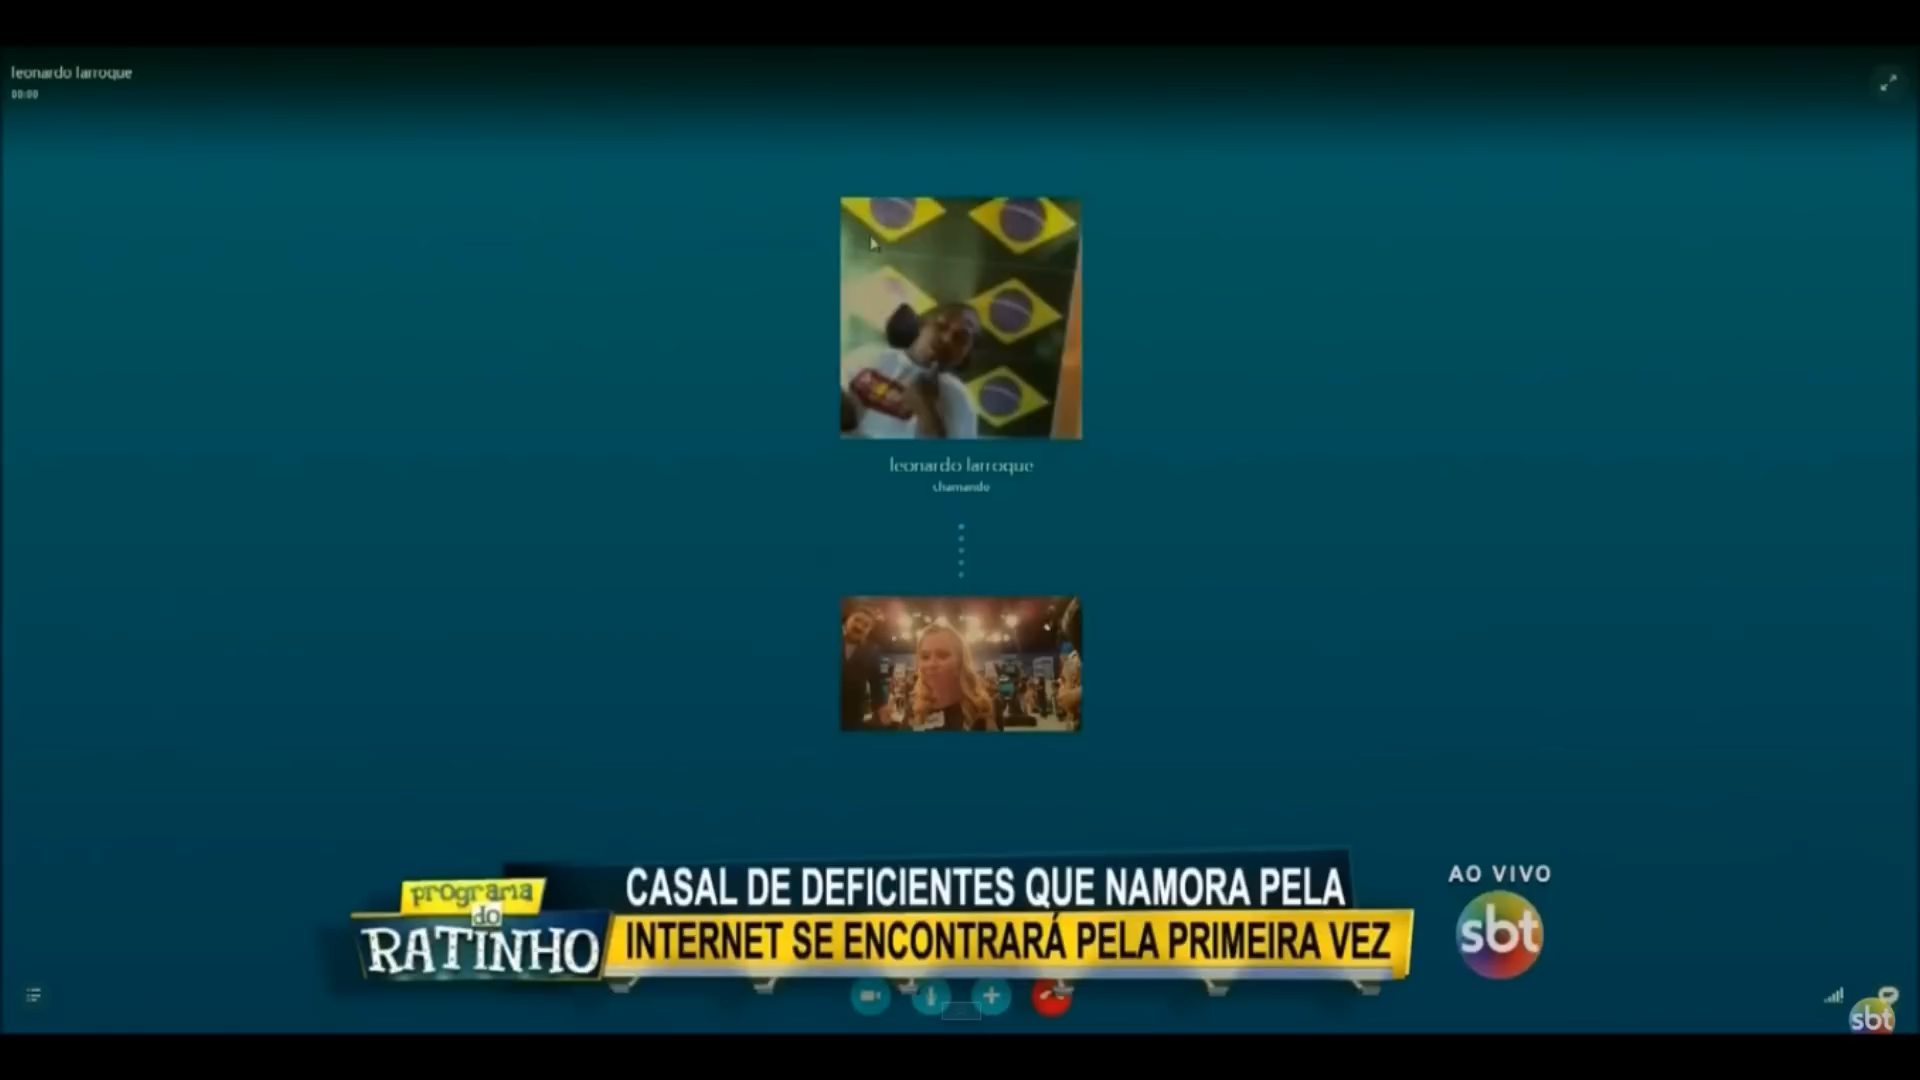 leonardo larroque
00:00
leonardo larroque
chamando
programa
do
RATINHO
CASAL DE DEFICIENTES QUE NAMORA PELA
INTERNET SE ENCONTRARÁ PELA PRIMEIRA VEZ
AO VIVO
sbt
sbt